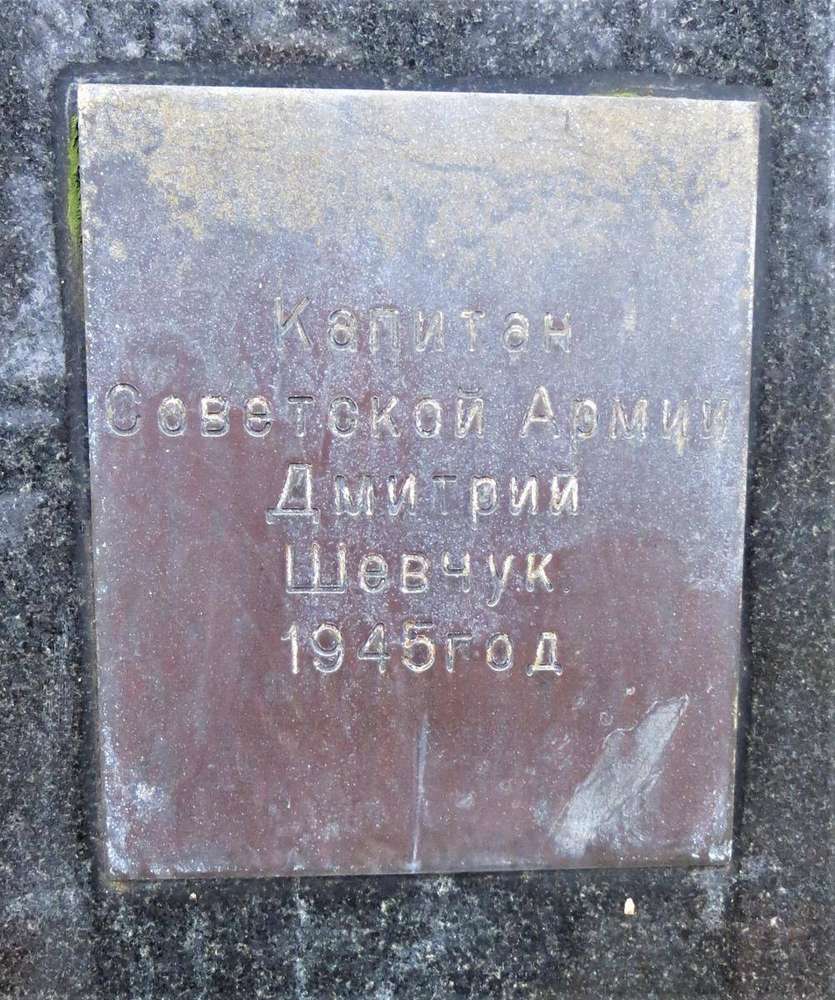 Капитан
Советской Армии
Дмитрий
Шевчук
1945год